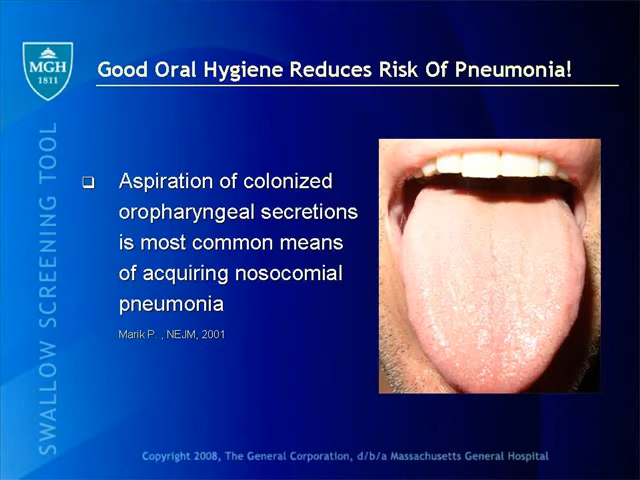 MGH
1811
Good Oral Hygiene Reduces Risk Of Pneumonia!
SWALLOW SCREENING TOOL
Aspiration of colonized
oropharyngeal secretions
is most common means
of acquiring nosocomial
pneumonia
Marik P. , NEJM, 2001
Copyright 2008, The General Corporation, d/b/a Massachusetts General Hospital